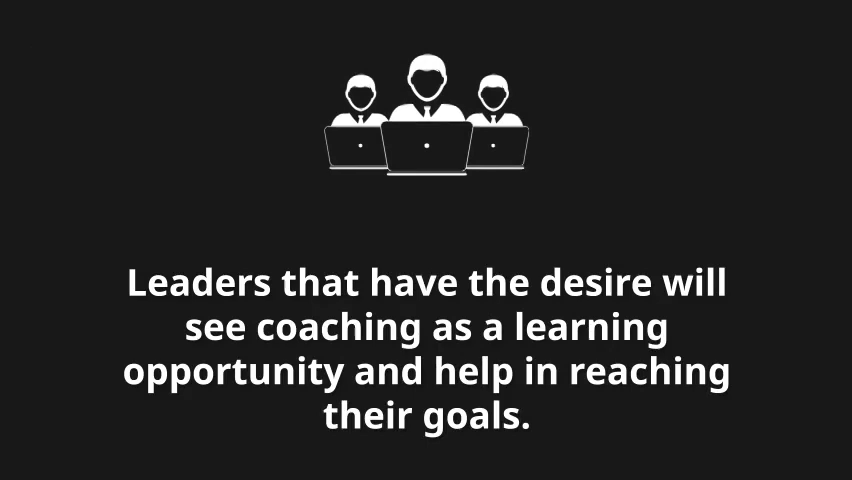 Leaders that have the desire will
see coaching as a learning
opportunity and help in reaching
their goals.